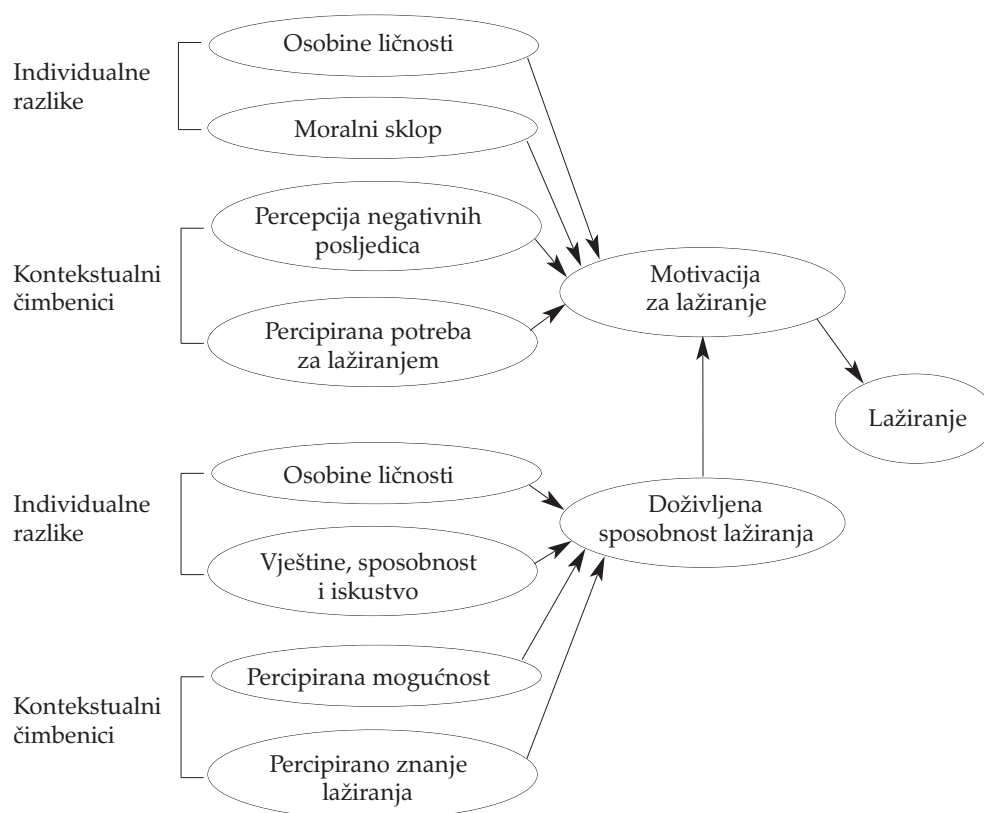 Osobine ličnosti
Individualne
razlike
Moralni sklop
Percepcija negativnih
posljedica
Kontekstualni
čimbenici
Percipirana potreba
za lažiranjem
Motivacija
za lažiranje
Lažiranje
Osobine ličnosti
Individualne
razlike
Vještine, sposobnost
i iskustvo
Doživljena
sposobnost lažiranja
Percipirana mogućnost
Kontekstualni
čimbenici
Percipirano znanje
lažiranja